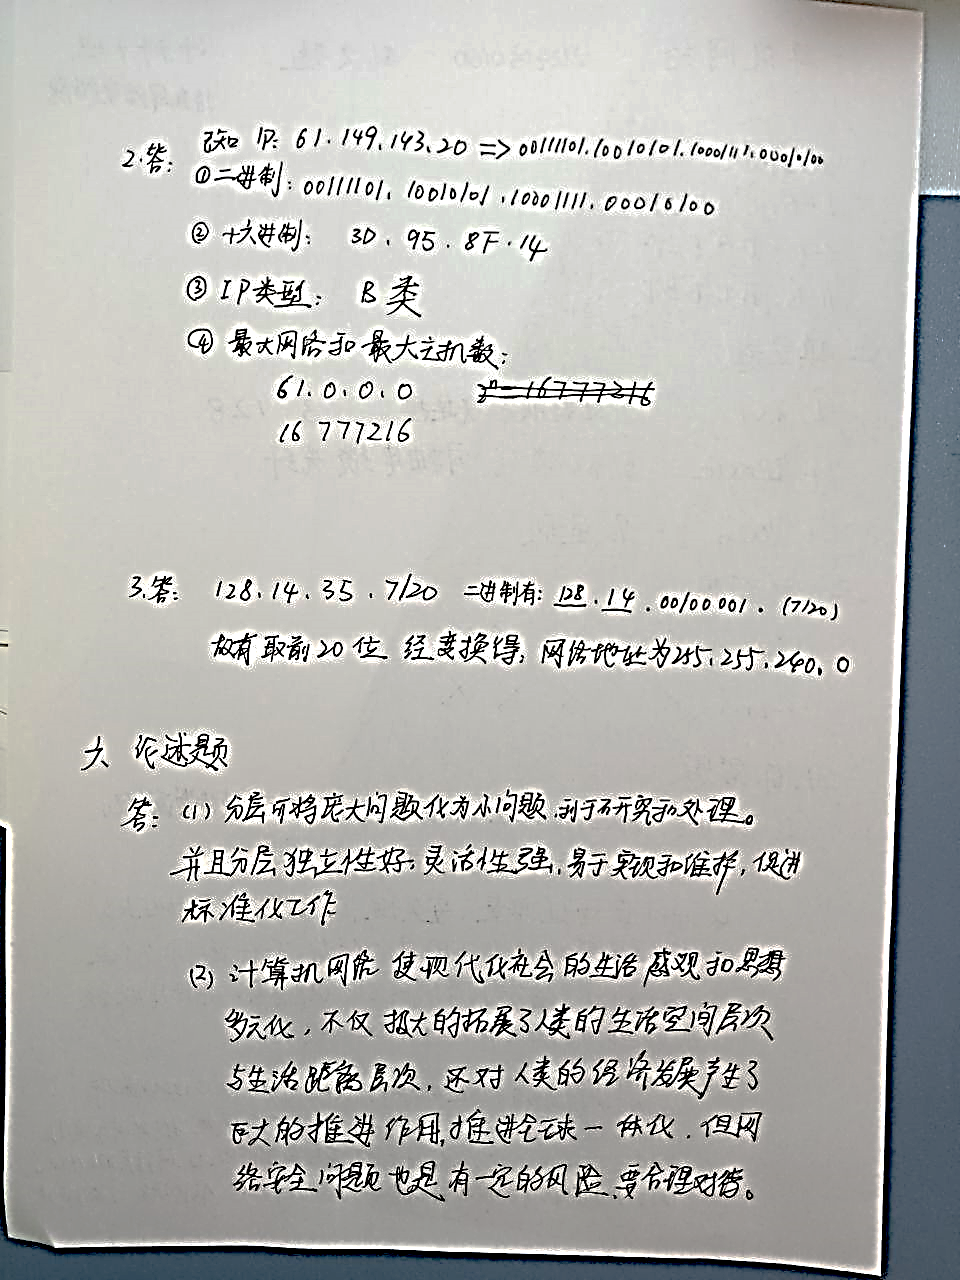 2.答: 已知 IP: 61.149.143.20 => 00111101.10010101.10001111.00010100
①二进制: 00111101. 10010101 .10001111. 00010100
② 十六进制: 3D. 95. 8F. 14
③ IP类型: B 类
④ 最大网络和最大主机数:
61.0.0.0 2ⁿ=16777216
16 777216
3.答: 128.14.35.7/20 二进制有: 128.14.00100011.(7/20)
故有取前20位 经变换得, 网络地址为255.255.240.0
六 论述题
答: (1) 分层可将庞大问题化为小问题,利于研究和处理。
并且分层独立性好,灵活性强,易于实现和维护,促进
标准化工作
(2) 计算机网络 使现代化社会的生活 和思想
多元化, 不仅 极大的拓展了人类的生活空间层次
与生活距离层次, 还对人类的经济发展产生了
巨大的推进作用,推进全球一体化. 但网
络安全问题也是有一定的风险,要合理对待。